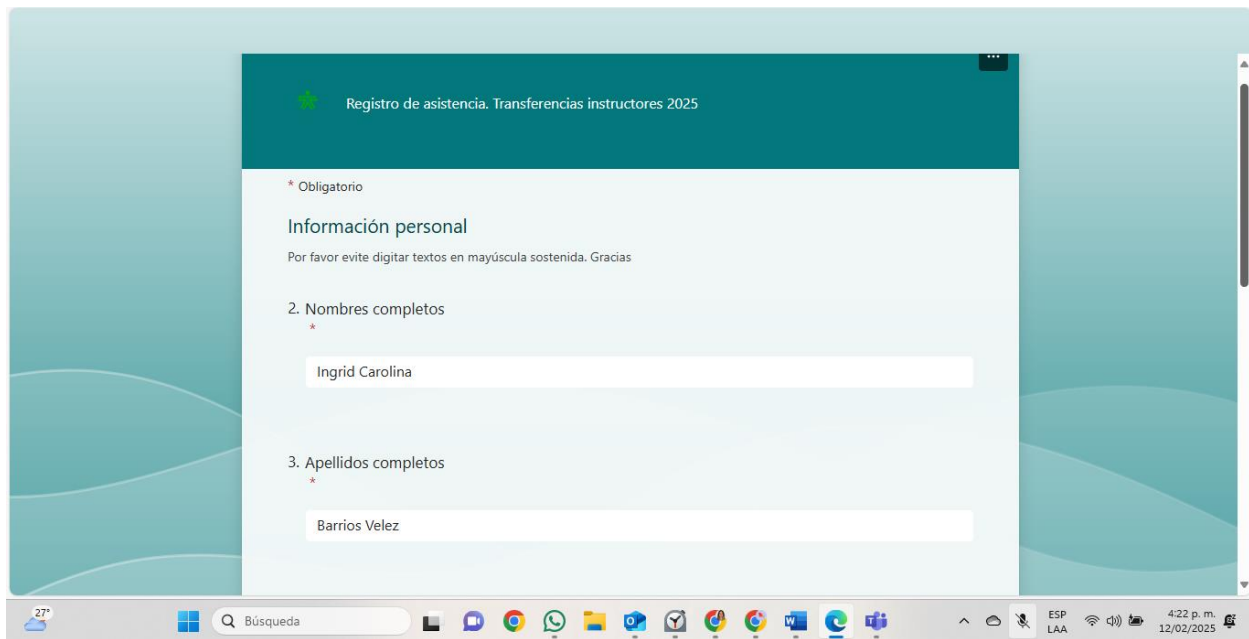 Registro de asistencia. Transferencias instructores 2025
* Obligatorio
Información personal
Por favor evite digitar textos en mayúscula sostenida. Gracias
2. Nombres completos
*
Ingrid Carolina
3. Apellidos completos
*
Barrios Velez
27°
Búsqueda
ESP
LAA
4:22 p. m.
12/02/2025